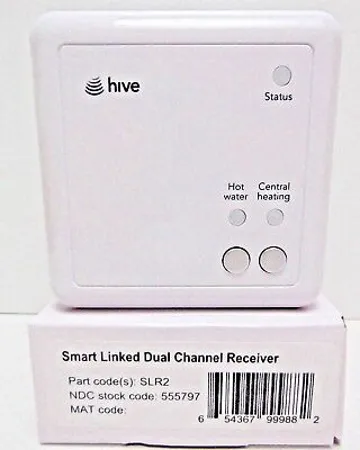 hive
Status
Hot Central
water heating
Smart Linked Dual Channel Receiver
Part code(s): SLR2
NDC stock code: 555797
MAT code:
6 54367 99988 2